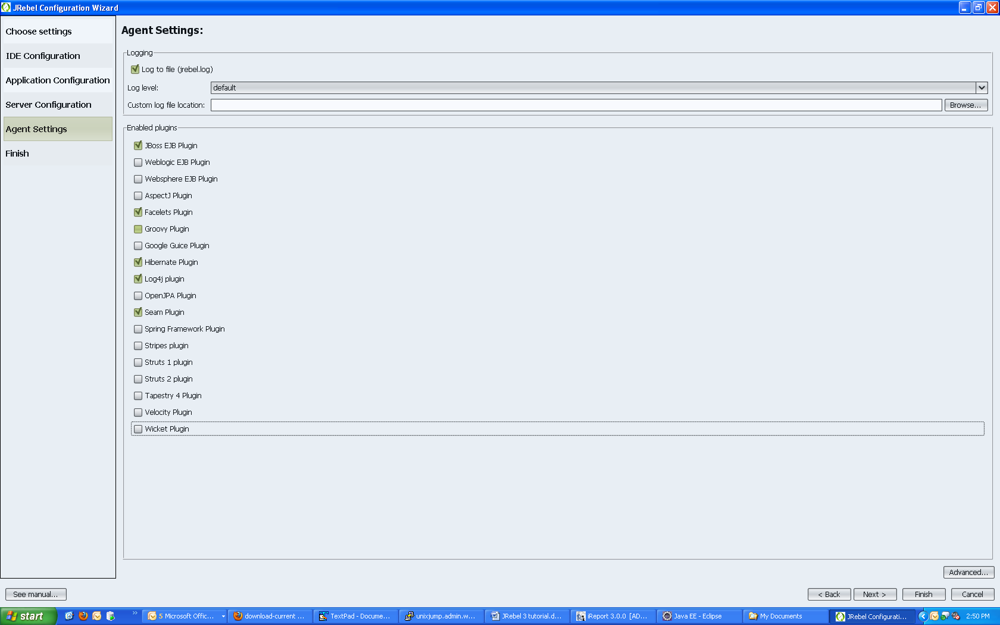 JRebel Configuration Wizard
Choose settings
IDE Configuration
Application Configuration
Server Configuration
Agent Settings
Finish
Agent Settings:
Logging
Log to file (jrebel.log)
Log level:
default
Custom log file location:
Browse...
Enabled plugins
JBoss EJB Plugin
Weblogic EJB Plugin
Websphere EJB Plugin
AspectJ Plugin
Facelets Plugin
Groovy Plugin
Google Guice Plugin
Hibernate Plugin
Log4j plugin
OpenJPA Plugin
Seam Plugin
Spring Framework Plugin
Stripes plugin
Struts 1 plugin
Struts 2 plugin
Tapestry 4 Plugin
Velocity Plugin
Wicket Plugin
Advanced...
See manual...
< Back
Next >
Finish
Cancel
start
5 Microsoft Offic...
download-current ...
TextPad - Docume...
unixjump.admin.w...
JRebel 3 tutorial.d...
iReport 3.0.0 [AD...
Java EE - Eclipse
My Documents
JRebel Configurati...
2:50 PM